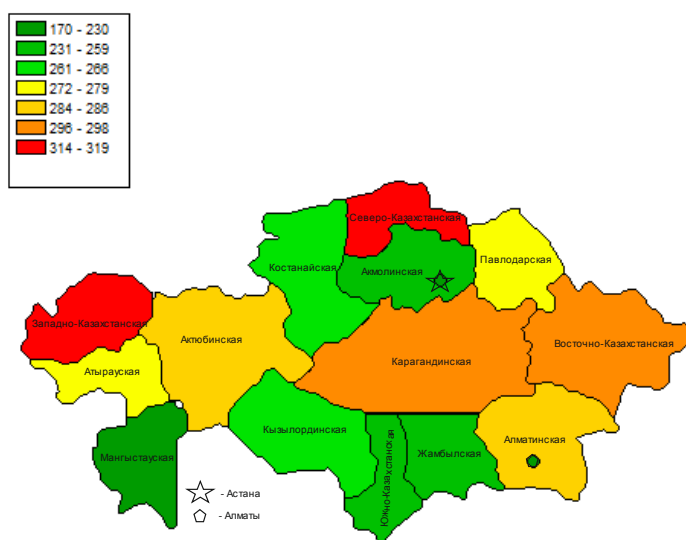 170 - 230
231 - 259
261 - 266
272 - 279
284 - 286
296 - 298
314 - 319
Северо-Казахстанская
Костанайская
Акмолинская
Павлодарская
Западно-Казахстанская
Актюбинская
Карагандинская
Восточно-Казахстанская
Атырауская
Кызылординская
Южно-Казахстанская
Жамбылская
Алматинская
Мангыстауская
- Астана
- Алматы